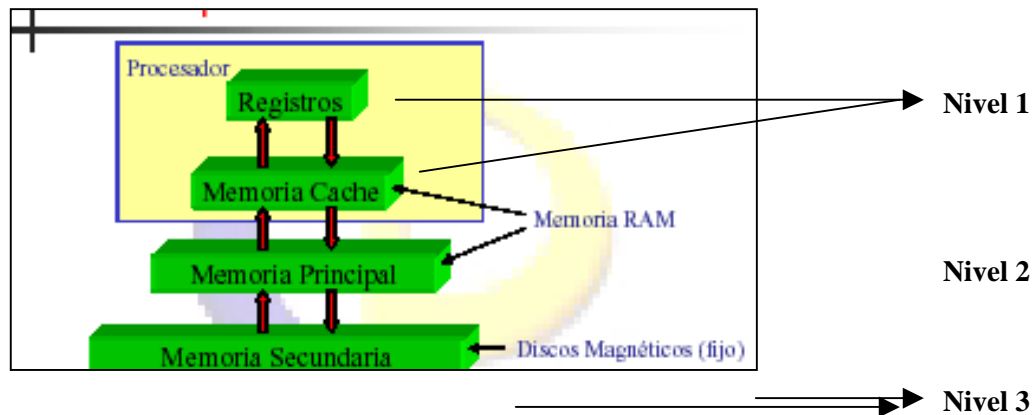 Procesador
Registros
Nivel 1
Memoria Cache
Memoria RAM
Memoria Principal
Nivel 2
Memoria Secundaria
Discos Magnéticos (fijo)
Nivel 3